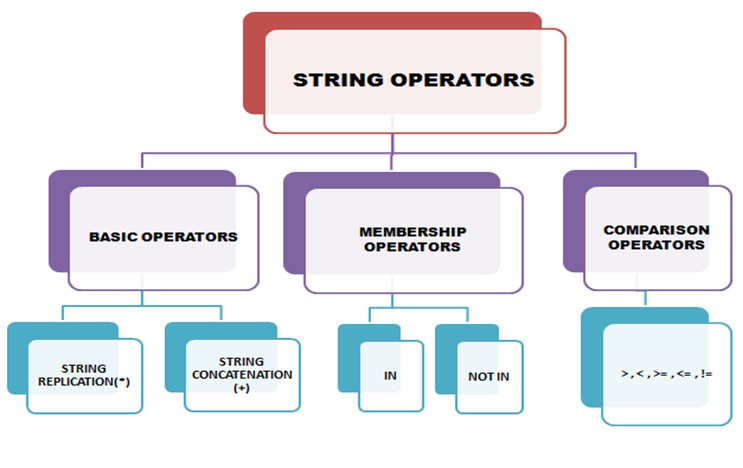 STRING OPERATORS
BASIC OPERATORS
MEMBERSHIP
OPERATORS
COMPARISON
OPERATORS
STRING
REPLICATION(*)
STRING
CONCATENATION
(+)
IN
NOT IN
>,< ,>= ,<= ,!=